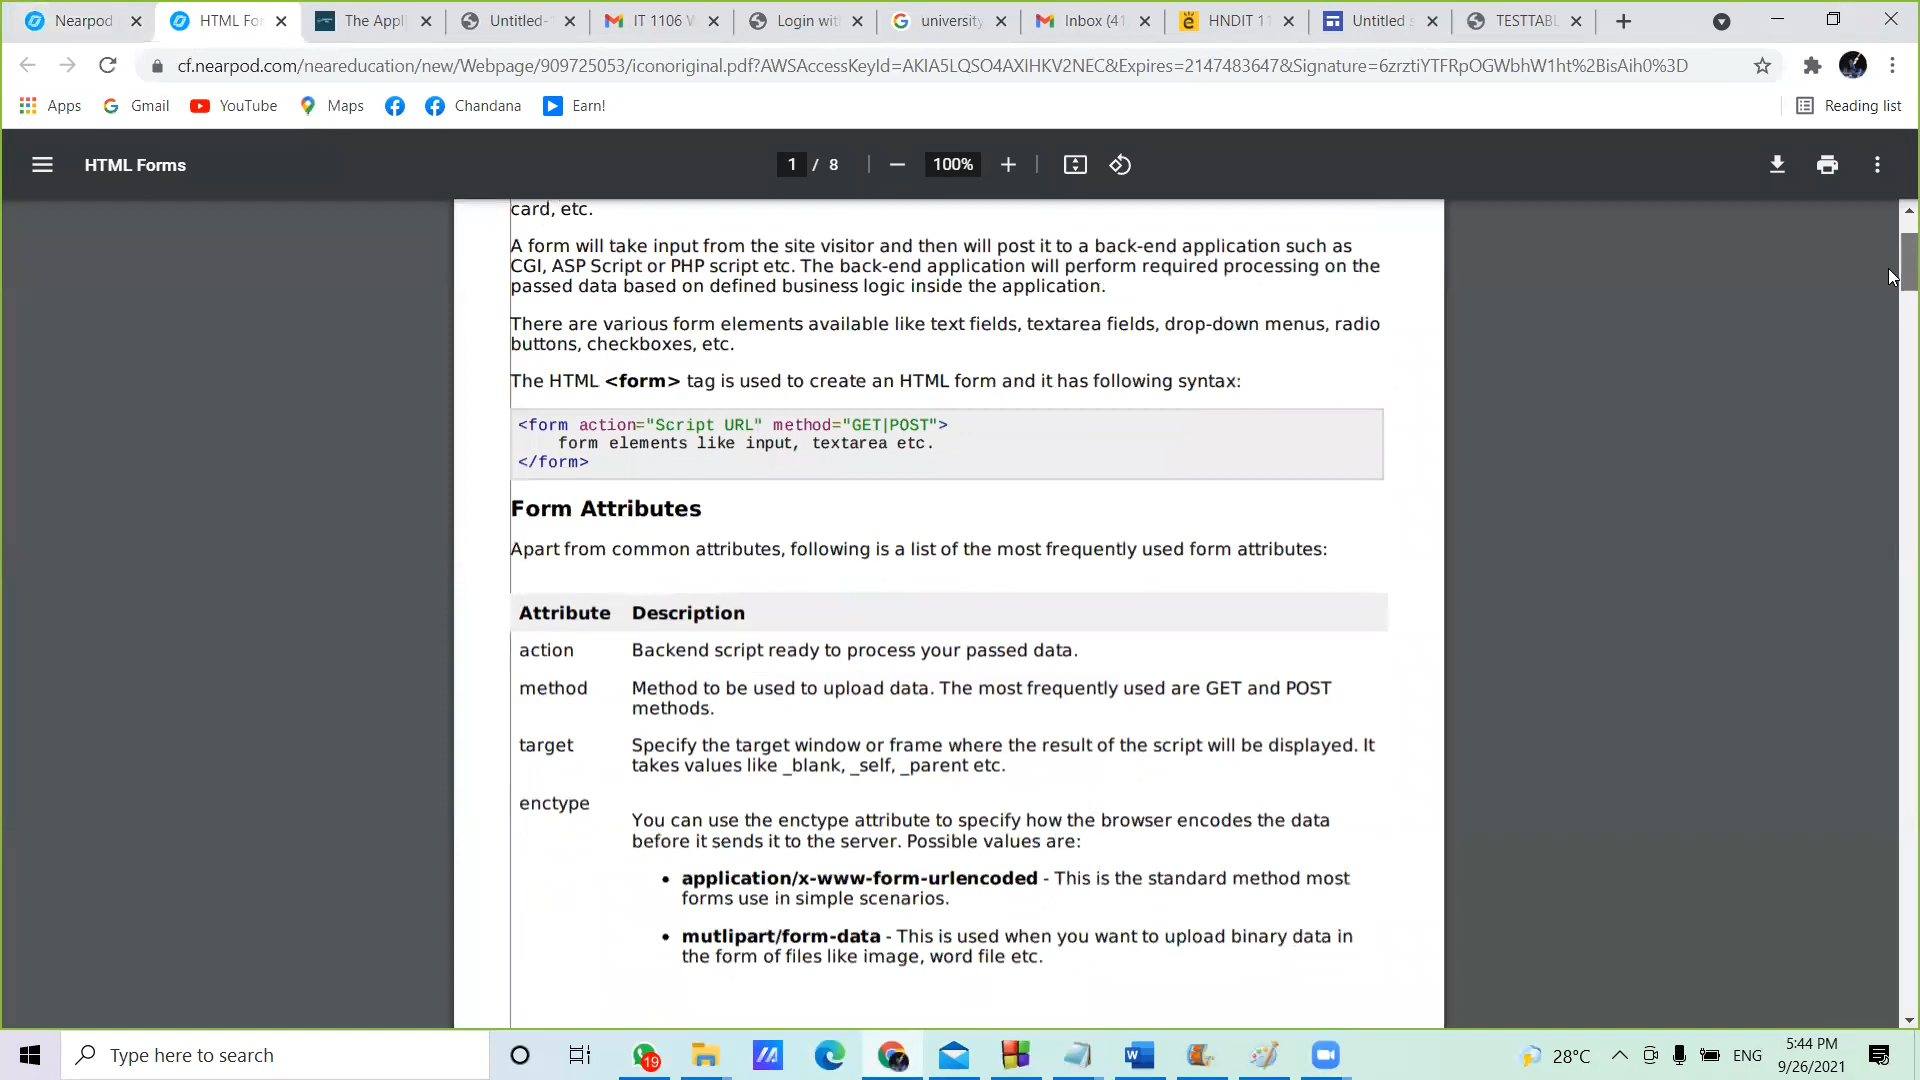 Nearpod
HTML Fo
The Appl
Untitled-
IT 1106 W
Login wit
university
Inbox (41
HNDIT 11
Untitled s
TESTTABL
cf.nearpod.com/neareducation/new/Webpage/909725053/iconoriginal.pdf?AWSAccessKeyId=AKIA5LQSO4AXIHKV2NEC&Expires=2147483647&Signature=6zrztiYTFRpOGWbhW1ht%2BisAih0%3D
Apps
Gmail
YouTube
Maps
Chandana
Earn!
Reading list
HTML Forms
1 / 8
100%
card, etc.
A form will take input from the site visitor and then will post it to a back-end application such as
CGI, ASP Script or PHP script etc. The back-end application will perform required processing on the
passed data based on defined business logic inside the application.
There are various form elements available like text fields, textarea fields, drop-down menus, radio
buttons, checkboxes, etc.
The HTML <form> tag is used to create an HTML form and it has following syntax:
<form action="Script URL" method="GET|POST">
form elements like input, textarea etc.
</form>
Form Attributes
Apart from common attributes, following is a list of the most frequently used form attributes:
Attribute Description
action Backend script ready to process your passed data.
method Method to be used to upload data. The most frequently used are GET and POST
methods.
target Specify the target window or frame where the result of the script will be displayed. It
takes values like _blank, _self, _parent etc.
enctype
You can use the enctype attribute to specify how the browser encodes the data
before it sends it to the server. Possible values are:
• application/x-www-form-urlencoded - This is the standard method most
forms use in simple scenarios.
• mutlipart/form-data - This is used when you want to upload binary data in
the form of files like image, word file etc.
Type here to search
19
28°C
ENG
5:44 PM
9/26/2021